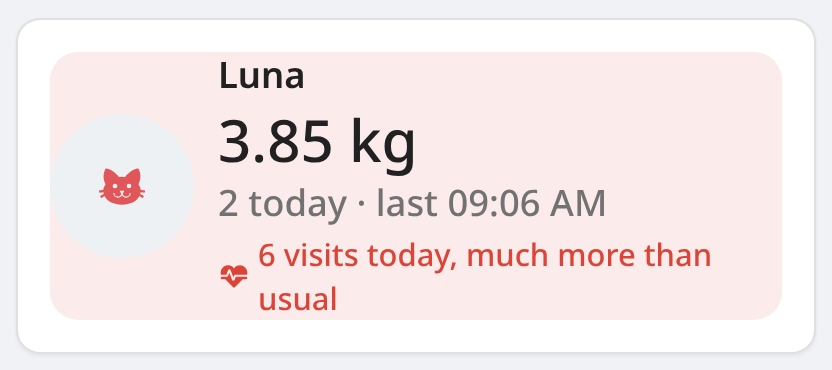 Luna
3.85 kg
2 today · last 09:06 AM
6 visits today, much more than
usual